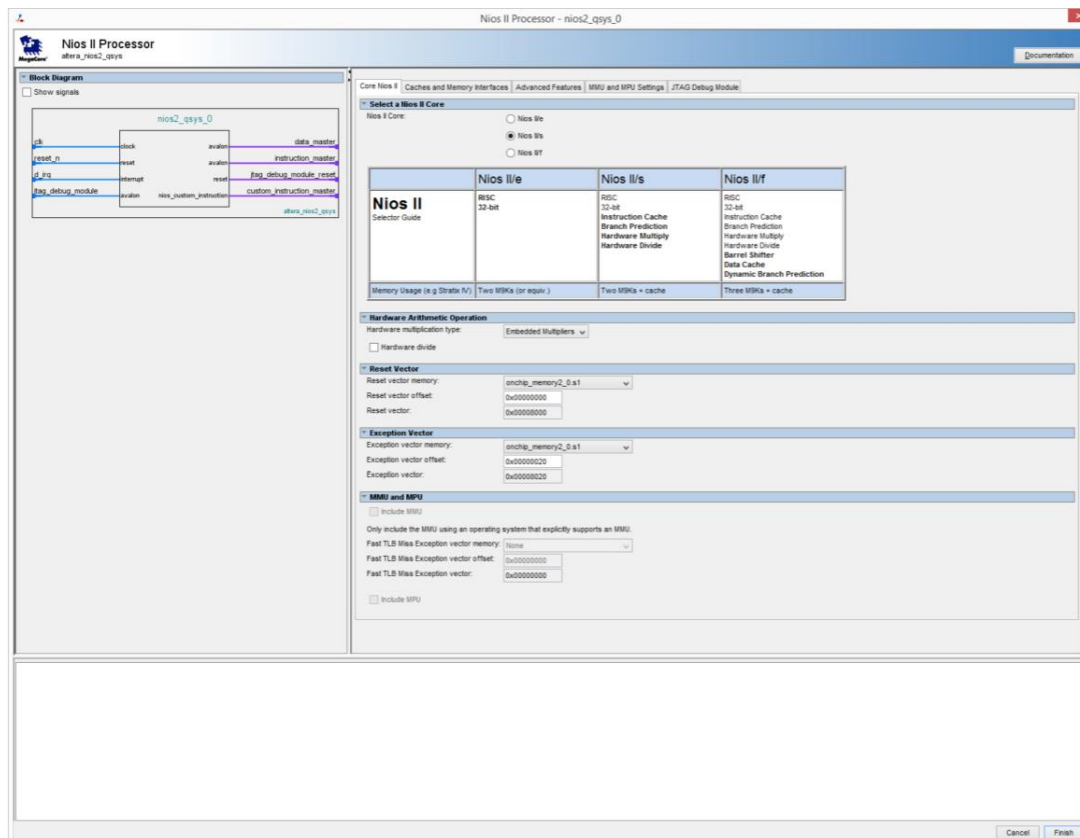 Nios II Processor - nios2_qsys_0
x
MegaCore'
Nios II Processor
altera_nios2_qsys
Documentation
Block Diagram
Show signals
nios2_qsys_0
clk
clock
avalon
data_master
reset_n
reset
avalon
instruction_master
d_irq
interrupt
reset
jtag_debug_module_reset
jtag_debug_module
avalon
nios_custom_instruction
custom_instruction_master
altera_nios2_qsys
Core Nios II
Caches and Memory Interfaces
Advanced Features
MMU and MPU Settings
JTAG Debug Module
Select a Nios II Core
Nios II Core:
Nios II/e
Nios II/s
Nios II/f
Nios II/e
Nios II/s
Nios II/f
Nios II
Selector Guide
RISC
32-bit
RISC
32-bit
Instruction Cache
Branch Prediction
Hardware Multiply
Hardware Divide
RISC
32-bit
Instruction Cache
Branch Prediction
Hardware Multiply
Hardware Divide
Barrel Shifter
Data Cache
Dynamic Branch Prediction
Memory Usage (e.g Stratix IV)
Two M9Ks (or equiv.)
Two M9Ks + cache
Three M9Ks + cache
Hardware Arithmetic Operation
Hardware multiplication type:
Embedded Multipliers
Hardware divide
Reset Vector
Reset vector memory:
onchip_memory2_0.s1
Reset vector offset:
0x00000000
Reset vector:
0x00008000
Exception Vector
Exception vector memory:
onchip_memory2_0.s1
Exception vector offset:
0x00000020
Exception vector:
0x00008020
MMU and MPU
Include MMU
Only include the MMU using an operating system that explicitly supports an MMU.
Fast TLB Miss Exception vector memory:
None
Fast TLB Miss Exception vector offset:
0x00000000
Fast TLB Miss Exception vector:
0x00000000
Include MPU
Cancel
Finish